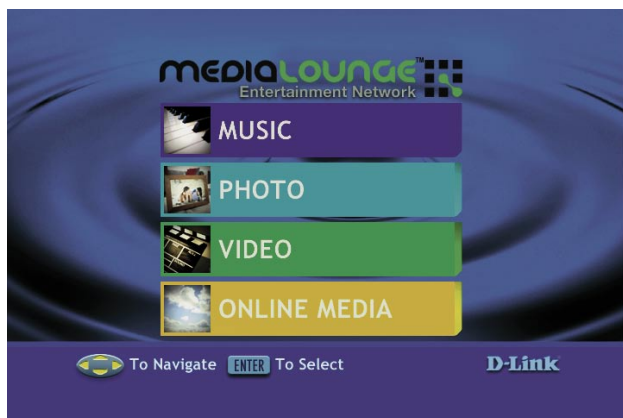 MEDIALOUNGE™
Entertainment Network
MUSIC
PHOTO
VIDEO
ONLINE MEDIA
To Navigate ENTER To Select D-Link